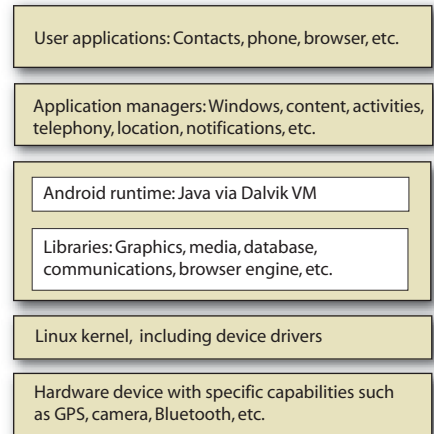 User applications: Contacts, phone, browser, etc.
Application managers: Windows, content, activities,
telephony, location, notifications, etc.
Android runtime: Java via Dalvik VM
Libraries: Graphics, media, database,
communications, browser engine, etc.
Linux kernel, including device drivers
Hardware device with specific capabilities such
as GPS, camera, Bluetooth, etc.